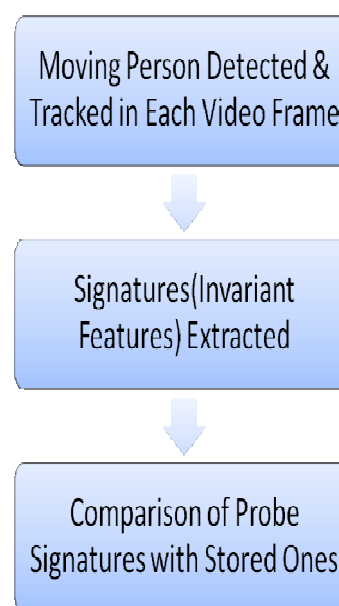 Moving Person Detected &
Tracked in Each Video Frame
Signatures(Invariant
Features) Extracted
Comparison of Probe
Signatures with Stored Ones